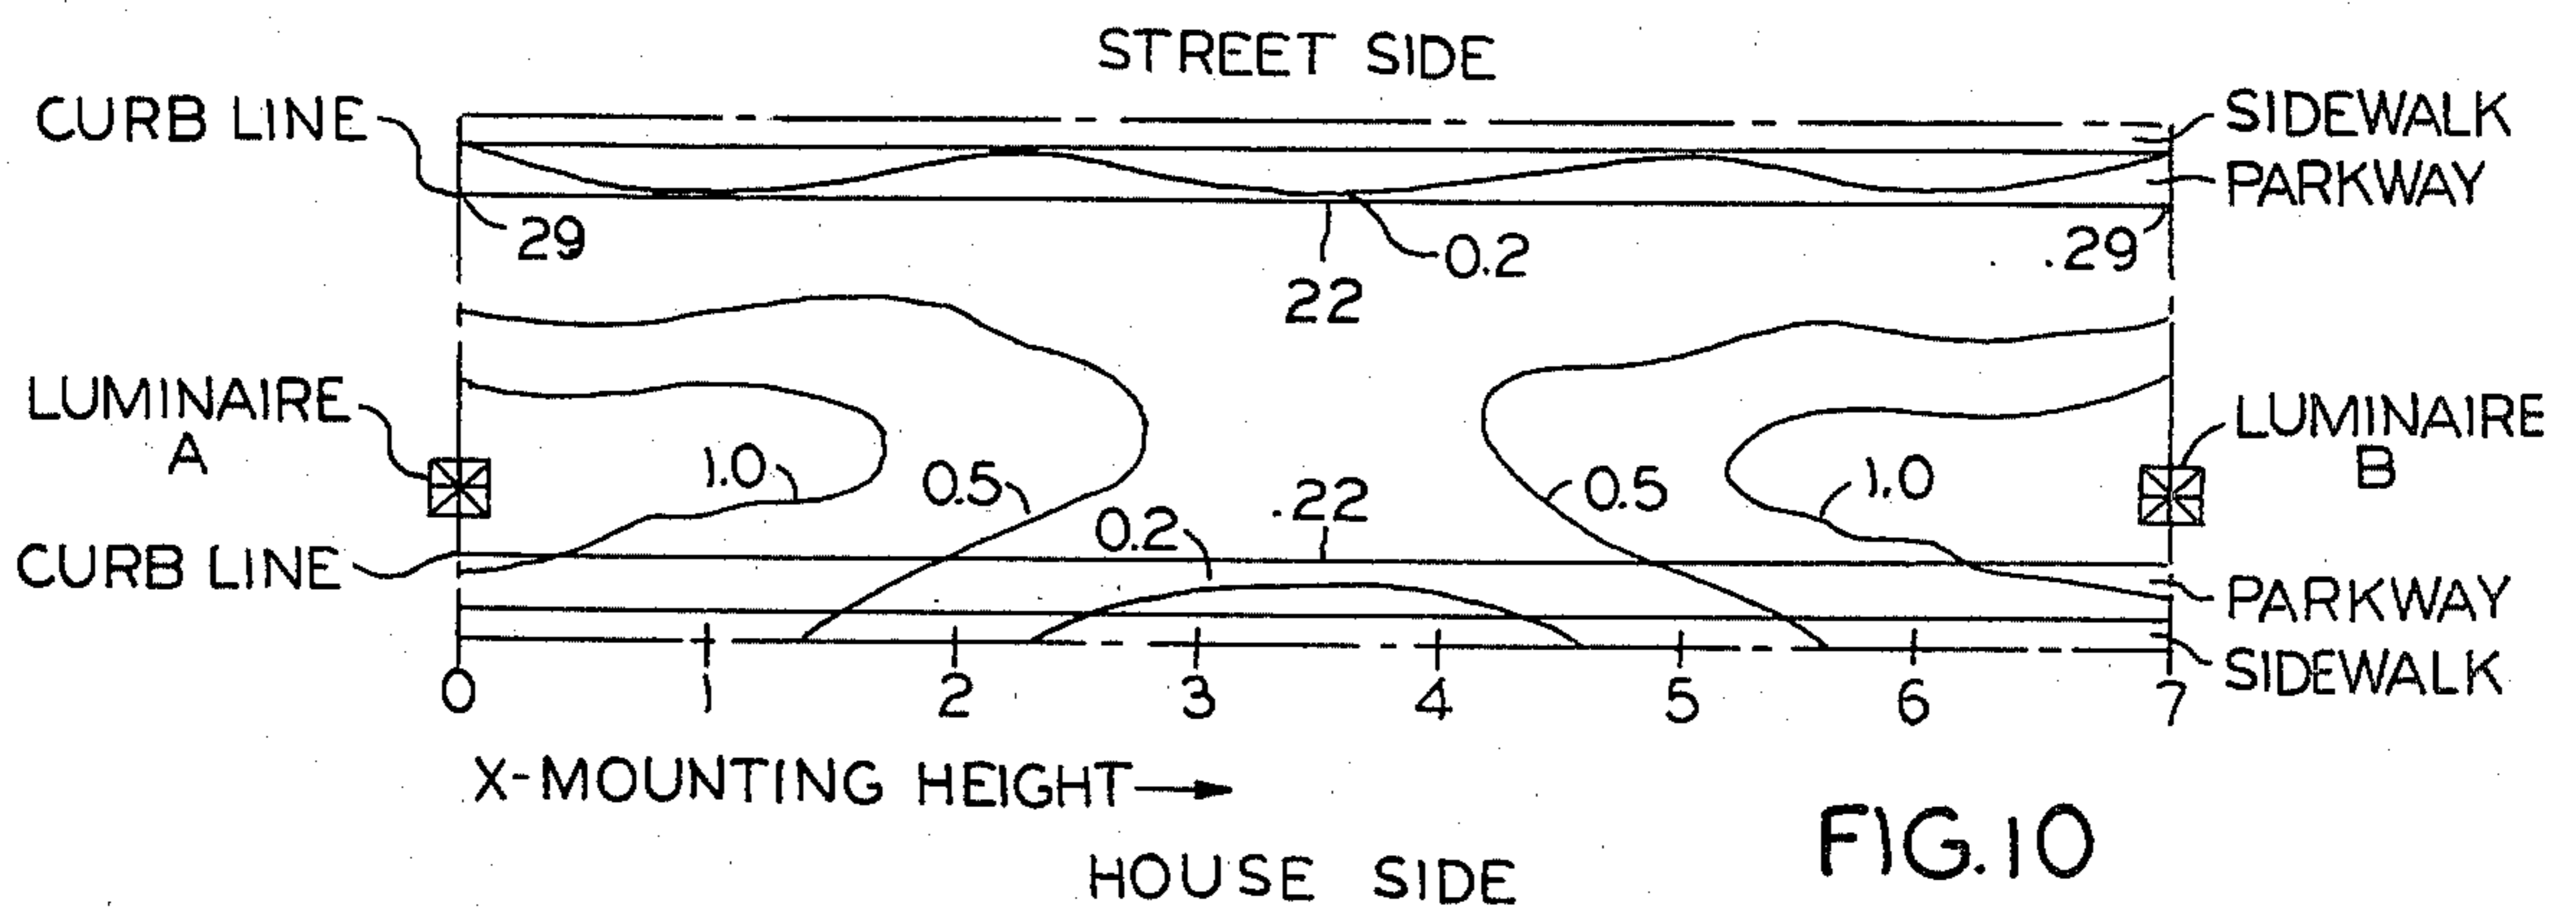 STREET SIDE
CURB LINE
SIDEWALK
PARKWAY
29
0.2
.29
22
LUMINAIRE
A
LUMINAIRE
B
1.0
0.5
.22
0.5
1.0
0.2
CURB LINE
PARKWAY
SIDEWALK
0 1 2 3 4 5 6 7
X-MOUNTING HEIGHT
HOUSE SIDE
FIG.10